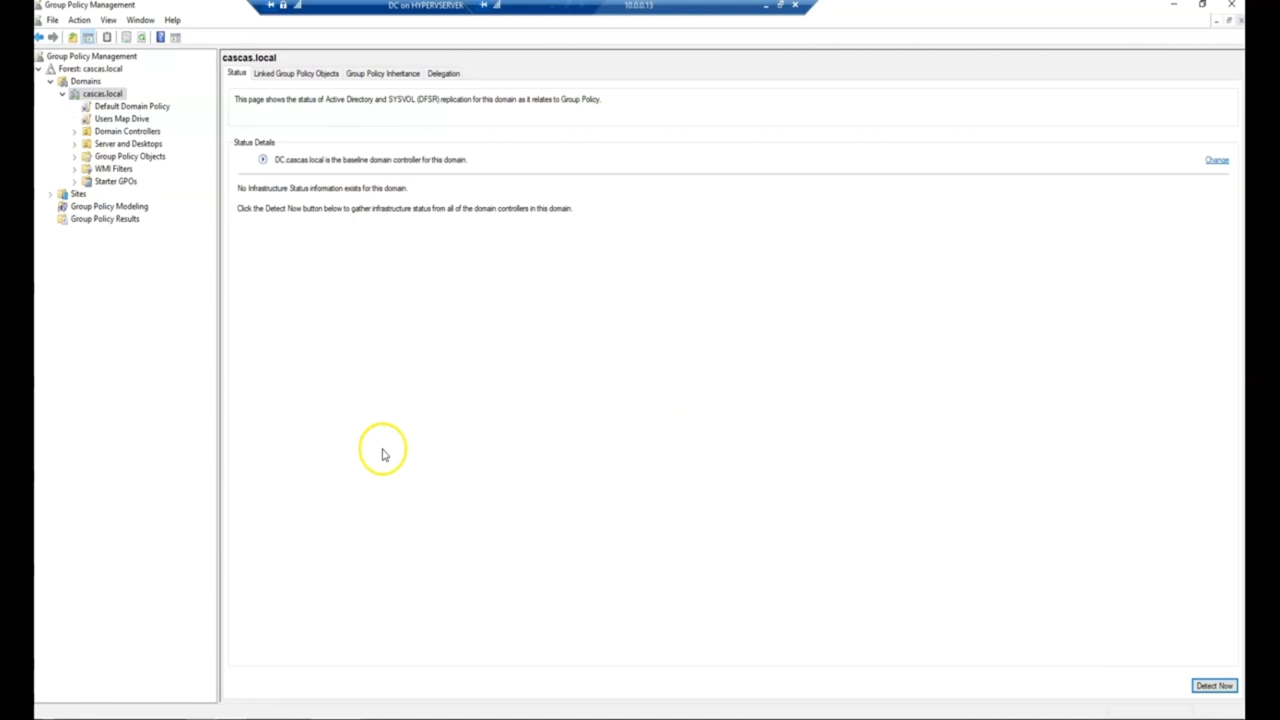 Group Policy Management
DC on HYPERVSERVER
10.0.0.13
File Action View Window Help
Group Policy Management
Forest: cascas.local
Domains
cascas.local
Default Domain Policy
Users Map Drive
Domain Controllers
Server and Desktops
Group Policy Objects
WMI Filters
Starter GPOs
Sites
Group Policy Modeling
Group Policy Results
cascas.local
Status Linked Group Policy Objects Group Policy Inheritance Delegation
This page shows the status of Active Directory and SYSVOL (DFSR) replication for this domain as it relates to Group Policy.
Status Details
DC.cascas.local is the baseline domain controller for this domain.
Change
No Infrastructure Status information exists for this domain.
Click the Detect Now button below to gather infrastructure status from all of the domain controllers in this domain.
Detect Now